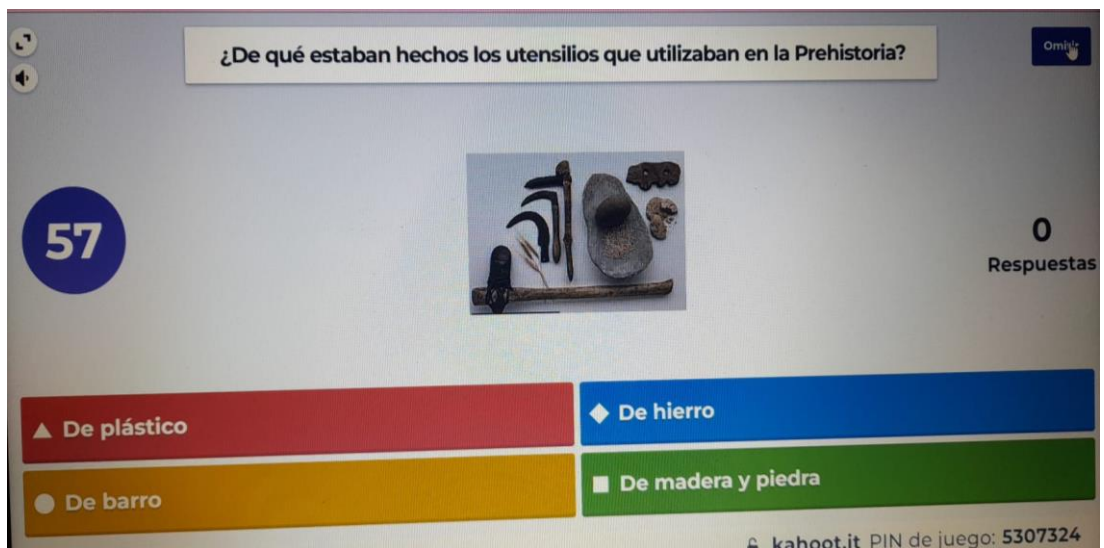 ¿De qué estaban hechos los utensilios que utilizaban en la Prehistoria?
Omitir
57
0
Respuestas
De plástico
De hierro
De barro
De madera y piedra
kahoot.it PIN de juego: 5307324